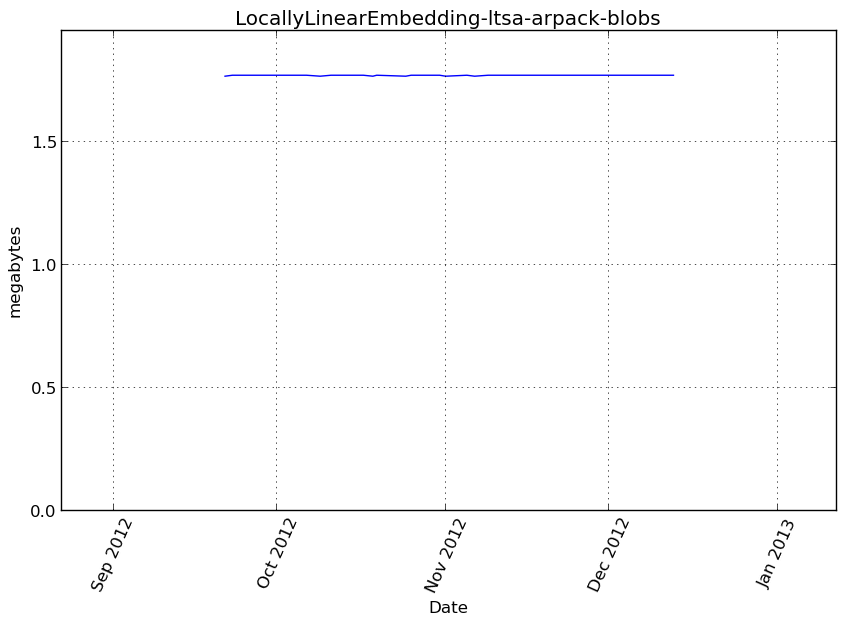 LocallyLinearEmbedding-ltsa-arpack-blobs
megabytes
1.5
1.0
0.5
0.0
Sep 2012
Oct 2012
Nov 2012
Dec 2012
Jan 2013
Date